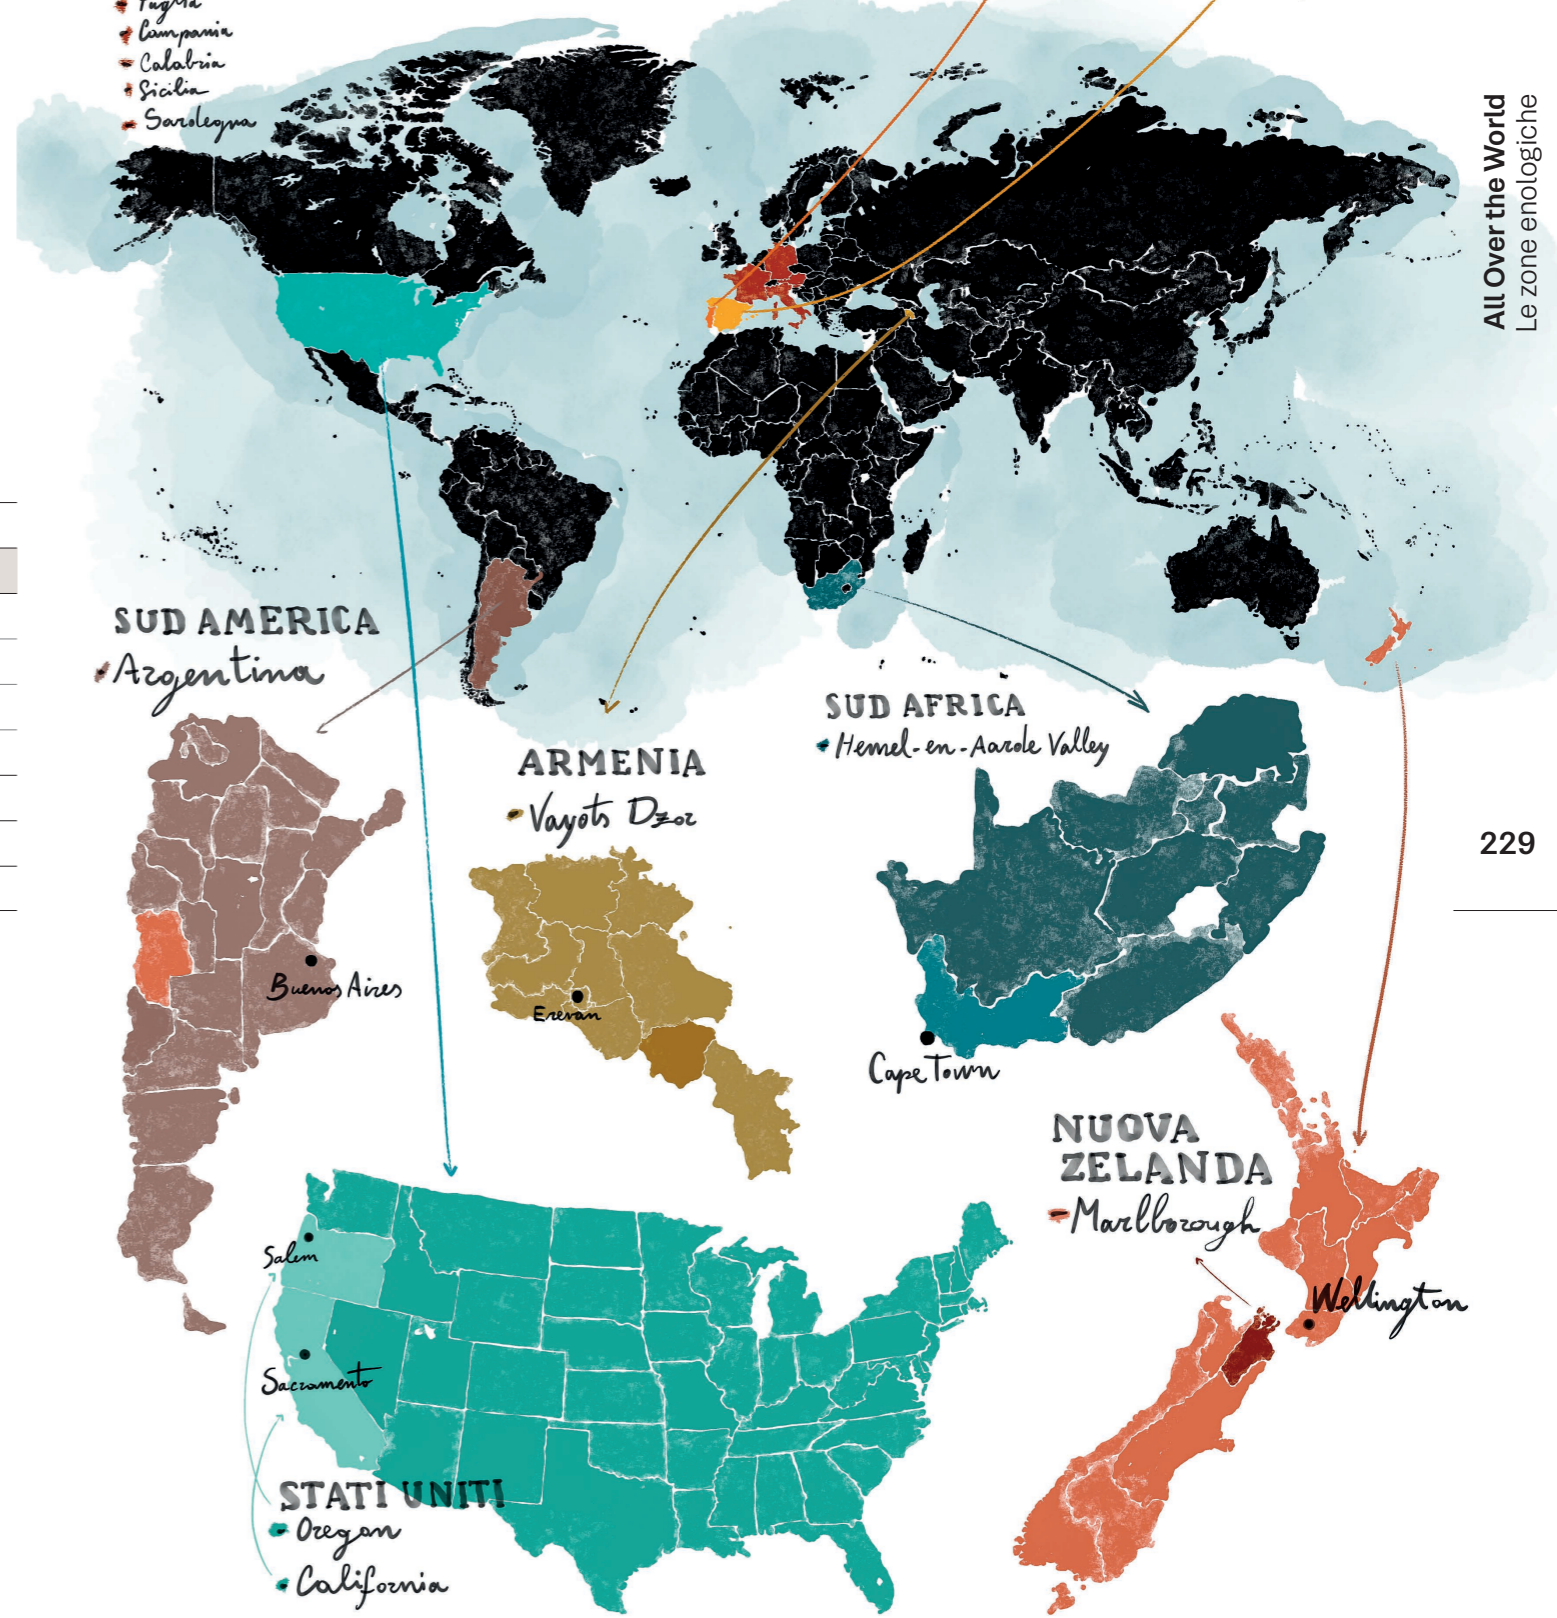 Puglia
Campania
Calabria
Sicilia
Sardegna
All Over the World
Le zone enologiche
SUD AMERICA
Argentina
SUD AFRICA
Hemel-en-Aarde Valley
ARMENIA
Vayots Dzor
229
Buenos Aires
Erevan
Cape Town
NUOVA
ZELANDA
Marlborough
Salem
Wellington
Sacramento
STATI UNITI
Oregon
California